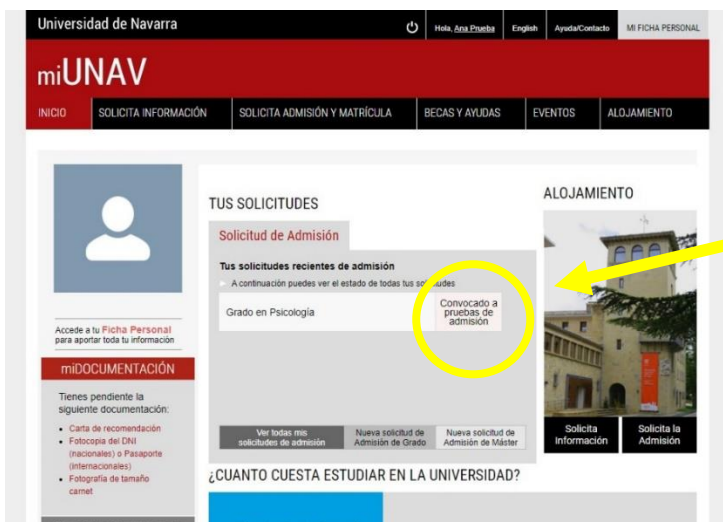 Universidad de Navarra
Hola, Ana Prueba
English
Ayuda/Contacto
MI FICHA PERSONAL
miUNAV
INICIO
SOLICITA INFORMACIÓN
SOLICITA ADMISIÓN Y MATRÍCULA
BECAS Y AYUDAS
EVENTOS
ALOJAMIENTO
Accede a tu Ficha Personal
para aportar toda tu información
miDOCUMENTACIÓN
Tienes pendiente la
siguiente documentación:
Carta de recomendación
Fotocopia del DNI
(nacionales) o Pasaporte
(internacionales)
Fotografía de tamaño
carnet
TUS SOLICITUDES
Solicitud de Admisión
Tus solicitudes recientes de admisión
A continuación puedes ver el estado de todas tus solicitudes
Grado en Psicología
Convocado a
pruebas de
admisión
Ver todas mis
solicitudes de admisión
Nueva solicitud de
Admisión de Grado
Nueva solicitud de
Admisión de Máster
ALOJAMIENTO
Solicita
Información
Solicita la
Admisión
¿CUANTO CUESTA ESTUDIAR EN LA UNIVERSIDAD?